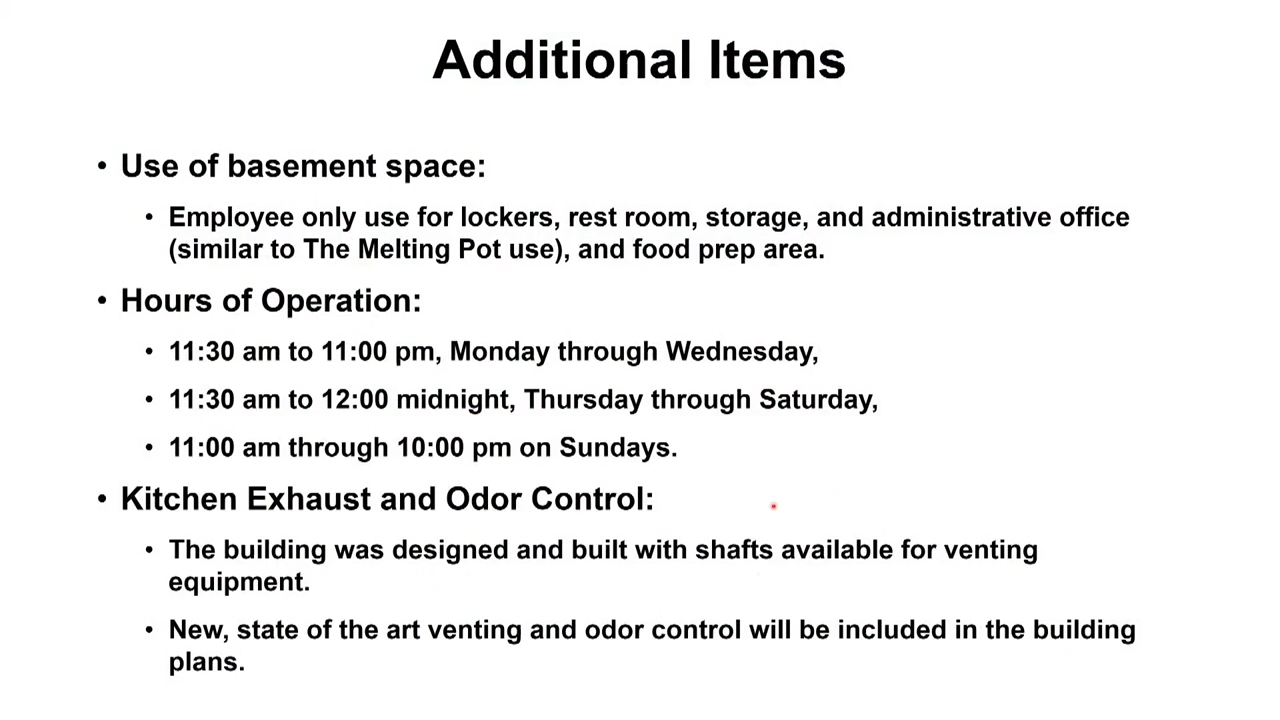 Additional Items
• Use of basement space:
• Employee only use for lockers, rest room, storage, and administrative office
(similar to The Melting Pot use), and food prep area.
• Hours of Operation:
• 11:30 am to 11:00 pm, Monday through Wednesday,
• 11:30 am to 12:00 midnight, Thursday through Saturday,
• 11:00 am through 10:00 pm on Sundays.
• Kitchen Exhaust and Odor Control:
• The building was designed and built with shafts available for venting
equipment.
• New, state of the art venting and odor control will be included in the building
plans.